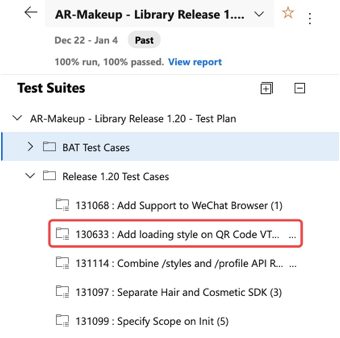 AR-Makeup - Library Release 1....
Dec 22 - Jan 4 Past
100% run, 100% passed. View report
Test Suites
AR-Makeup - Library Release 1.20 - Test Plan
BAT Test Cases
Release 1.20 Test Cases
131068 : Add Support to WeChat Browser (1)
130633 : Add loading style on QR Code VT... ...
131114 : Combine /styles and /profile API R... ...
131097 : Separate Hair and Cosmetic SDK (3)
131099 : Specify Scope on Init (5)